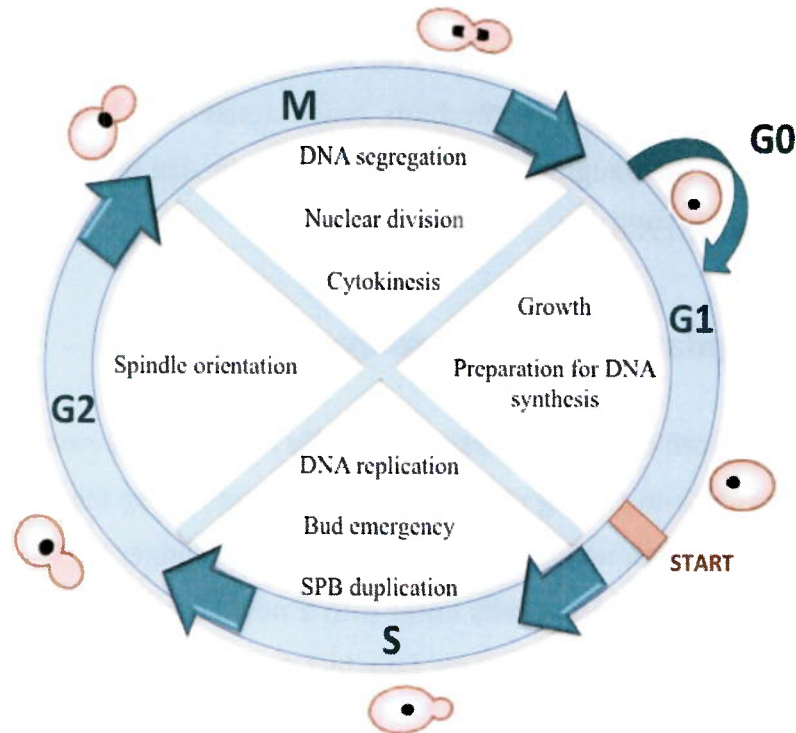 M
DNA segregation
Nuclear division
Cytokinesis
G0
G1
Growth
Preparation for DNA
synthesis
Spindle orientation
G2
DNA replication
Bud emergency
SPB duplication
START
S